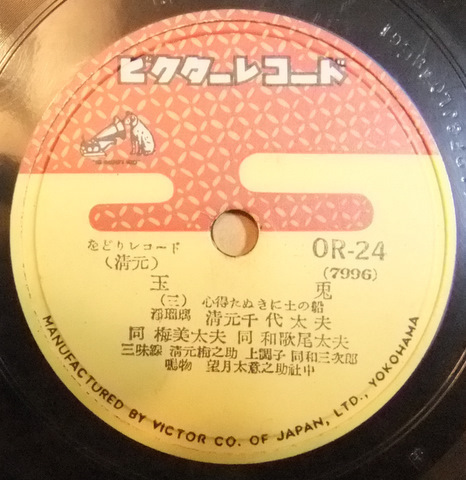 ビクターレコード
をどりレコード
OR-24
(清元)
(7996)
玉兎
(三) 心得たぬきに土の船
浄瑠璃 清元千代太夫
同 梅美太夫 同 和歌尾太夫
三味線 清元梅之助 上調子 同和三次郎
鳴物 望月太意之助社中
MANUFACTURED BY VICTOR CO. OF JAPAN, LTD., YOKOHAMA